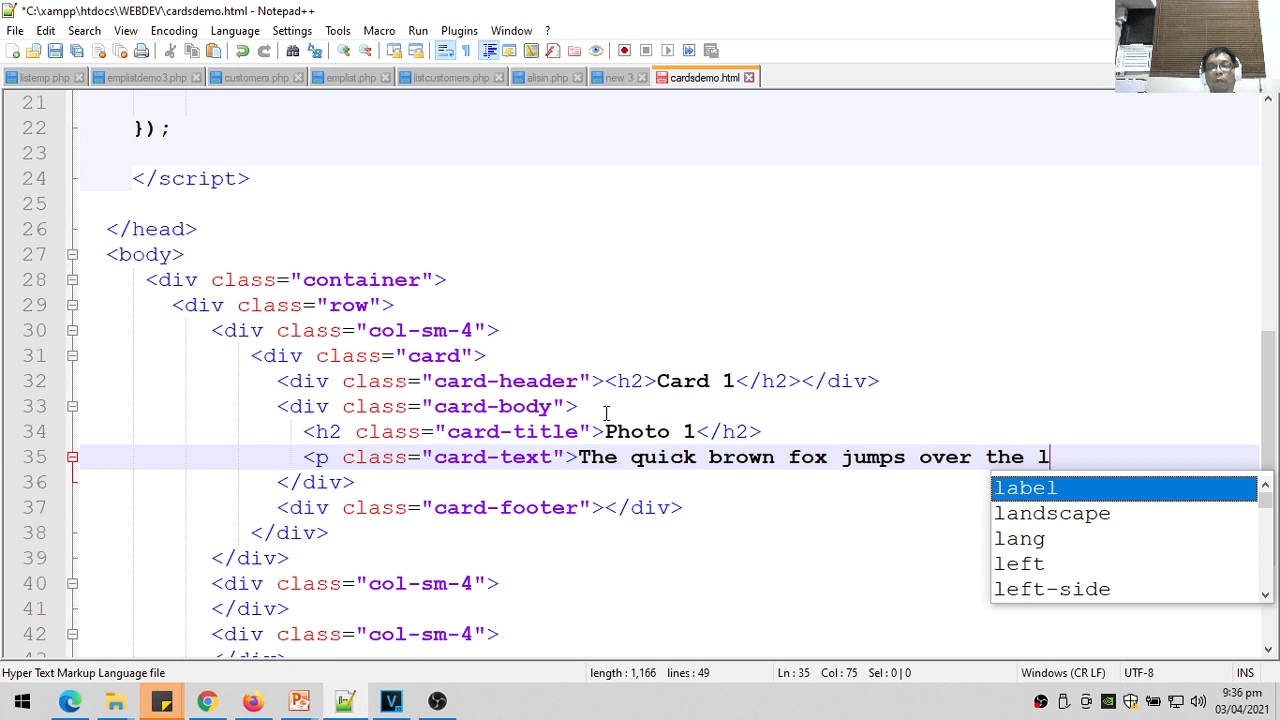 *C:\xampp\htdocs\WEBDEV\cardsdemo.html - Notepad++
File Edit Search View Encoding Language Settings Tools Macro Run Plugins Window
listemp.php emplistdemo3.php customers.php emplist.php alisin.php new 3 cardsdemo.html
21
22 });
23
24 </script>
25
26 </head>
27 <body>
28 <div class="container">
29 <div class="row">
30 <div class="col-sm-4">
31 <div class="card">
32 <div class="card-header"><h2>Card 1</h2></div>
33 <div class="card-body">
34 <h2 class="card-title">Photo 1</h2>
35 <p class="card-text">The quick brown fox jumps over the l
36 </div>
label
37 <div class="card-footer"></div>
landscape
38 </div>
lang
39 </div>
left
40 <div class="col-sm-4">
left-side
41 </div>
42 <div class="col-sm-4">
Hyper Text Markup Language file length : 1,166 lines : 49 Ln : 35 Col : 75 Sel : 0 | 0 Windows (CR LF) UTF-8 INS
9:36 pm
03/04/2021